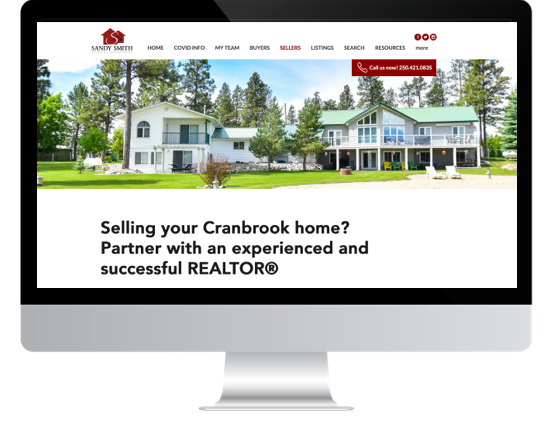 S
SANDY SMITH
HOME COVID INFO MY TEAM BUYERS SELLERS LISTINGS SEARCH RESOURCES more
Call us now! 250.421.0835
Selling your Cranbrook home?
Partner with an experienced and
successful REALTOR®